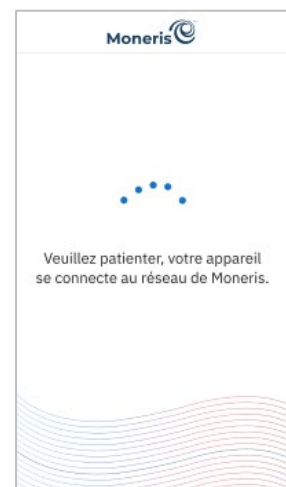 Moneris
Veuillez patienter, votre appareil
se connecte au réseau de Moneris.